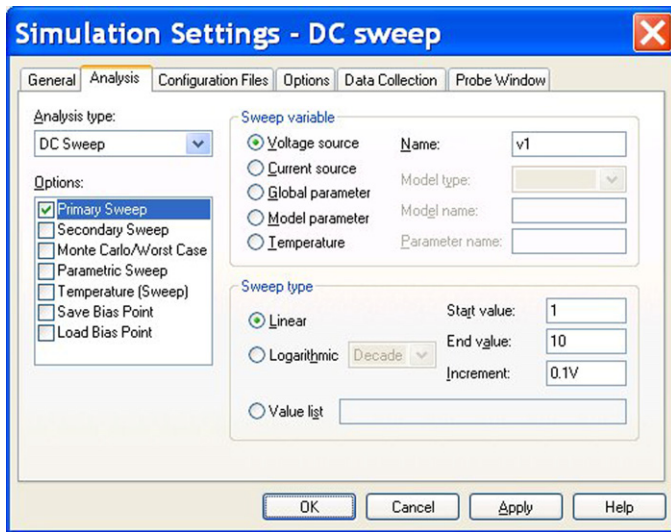 Simulation Settings - DC sweep
General Analysis Configuration Files Options Data Collection Probe Window
Analysis type:
DC Sweep
Options:
Primary Sweep
Secondary Sweep
Monte Carlo/Worst Case
Parametric Sweep
Temperature (Sweep)
Save Bias Point
Load Bias Point
Sweep variable
Voltage source
Current source
Global parameter
Model parameter
Temperature
Name: v1
Model type:
Model name:
Parameter name:
Sweep type
Linear
Logarithmic Decade
Value list
Start value: 1
End value: 10
Increment: 0.1V
OK Cancel Apply Help